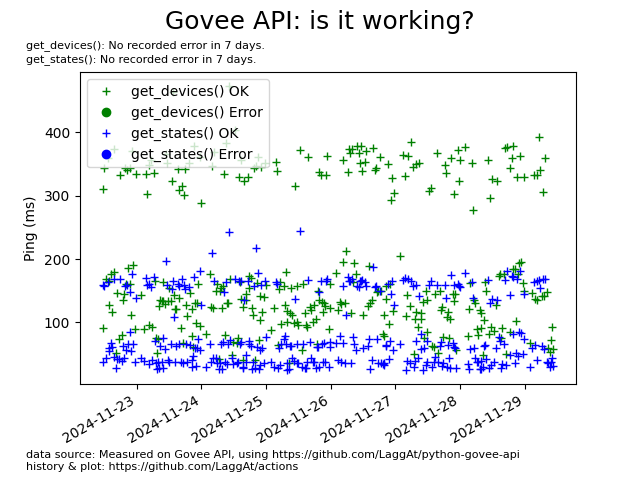 Govee API: is it working?
get_devices(): No recorded error in 7 days.
get_states(): No recorded error in 7 days.
get_devices() OK
get_devices() Error
get_states() OK
get_states() Error
400
300
200
100
Ping (ms)
2024-11-23
2024-11-24
2024-11-25
2024-11-26
2024-11-27
2024-11-28
2024-11-29
data source: Measured on Govee API, using https://github.com/LaggAt/python-govee-api
history & plot: https://github.com/LaggAt/actions